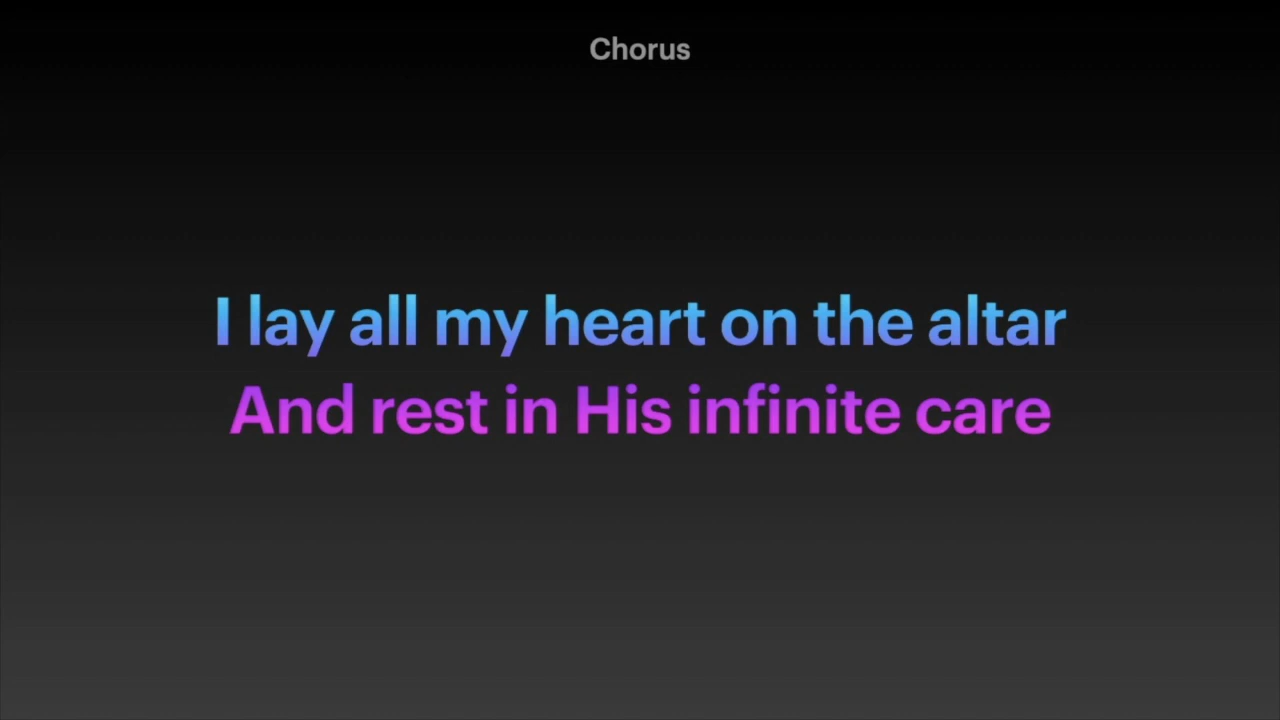 Chorus
I lay all my heart on the altar
And rest in His infinite care